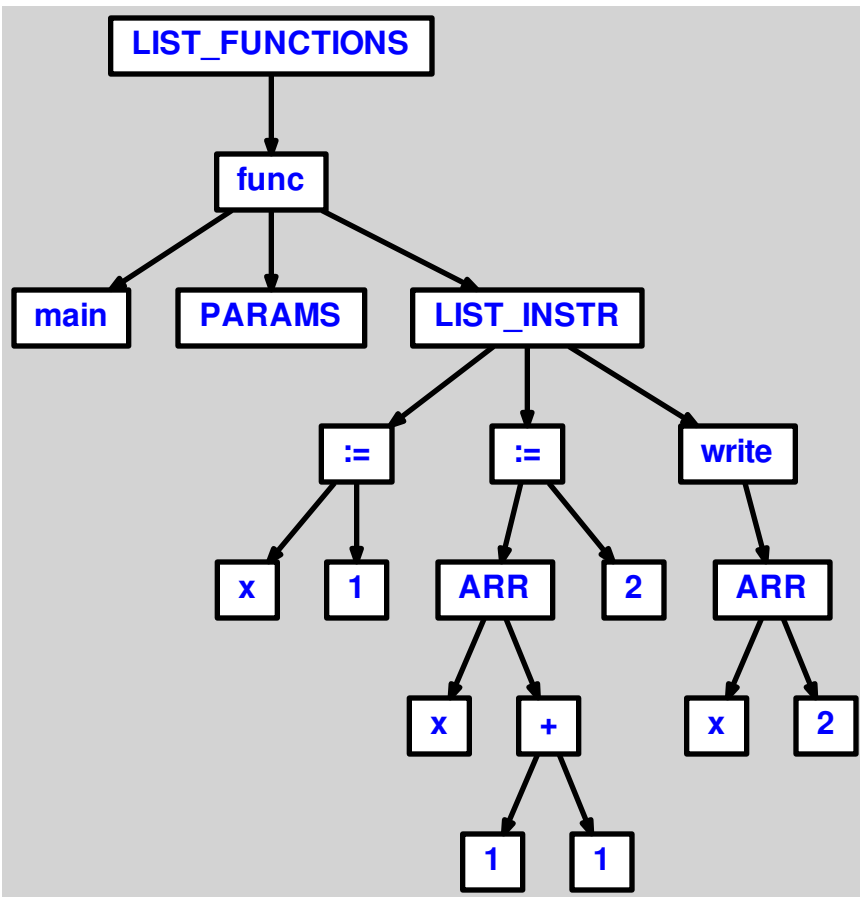 LIST_FUNCTIONS
func
main PARAMS LIST_INSTR
:= := write
x 1 ARR 2 ARR
x + x 2
1 1